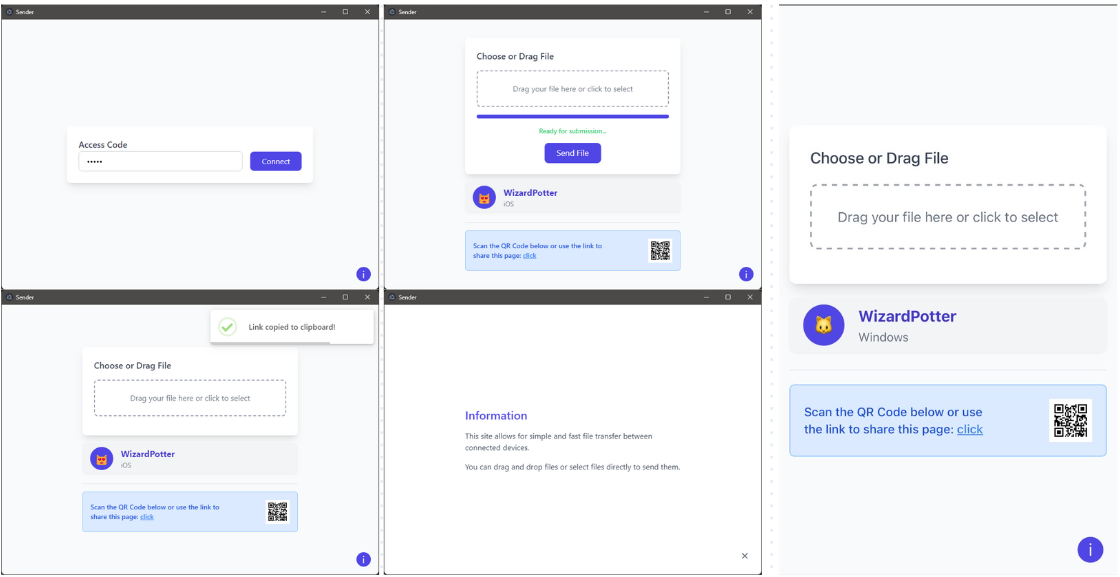 Sender
Access Code
•••••
Connect
i
Sender
Choose or Drag File
Drag your file here or click to select
Ready for submission...
Send File
WizardPotter
iOS
Scan the QR Code below or use the link to
share this page: click
i
Sender
Link copied to clipboard!
Choose or Drag File
Drag your file here or click to select
WizardPotter
iOS
Scan the QR Code below or use the link to
share this page: click
i
Sender
Information
This site allows for simple and fast file transfer between
connected devices.
You can drag and drop files or select files directly to send them.
Choose or Drag File
Drag your file here or click to select
WizardPotter
Windows
Scan the QR Code below or use
the link to share this page: click
i